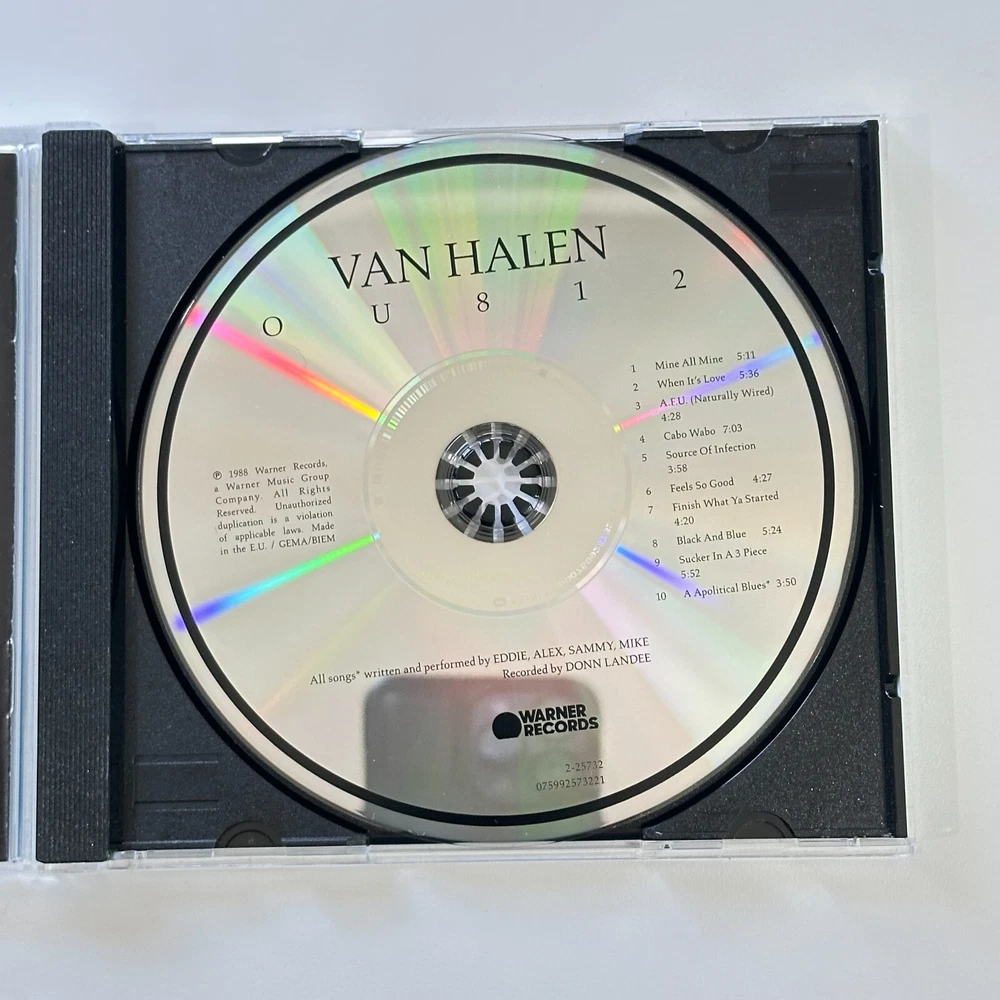 VAN HALEN
O U 8 1 2
1 Mine All Mine 5:11
2 When It's Love 5:36
3 A.F.U. (Naturally Wired)
4:28
4 Cabo Wabo 7:03
5 Source Of Infection
3:58
6 Feels So Good 4:27
7 Finish What Ya Started
4:20
8 Black And Blue 5:24
9 Sucker In A 3 Piece
5:52
10 A Apolitical Blues* 3:50
℗ 1988 Warner Records,
a Warner Music Group
Company. All Rights
Reserved. Unauthorized
duplication is a violation
of applicable laws. Made
in the E.U. / GEMA/BIEM
All songs* written and performed by EDDIE, ALEX, SAMMY, MIKE
Recorded by DONN LANDEE
WARNER
RECORDS
2-25732
075992573221